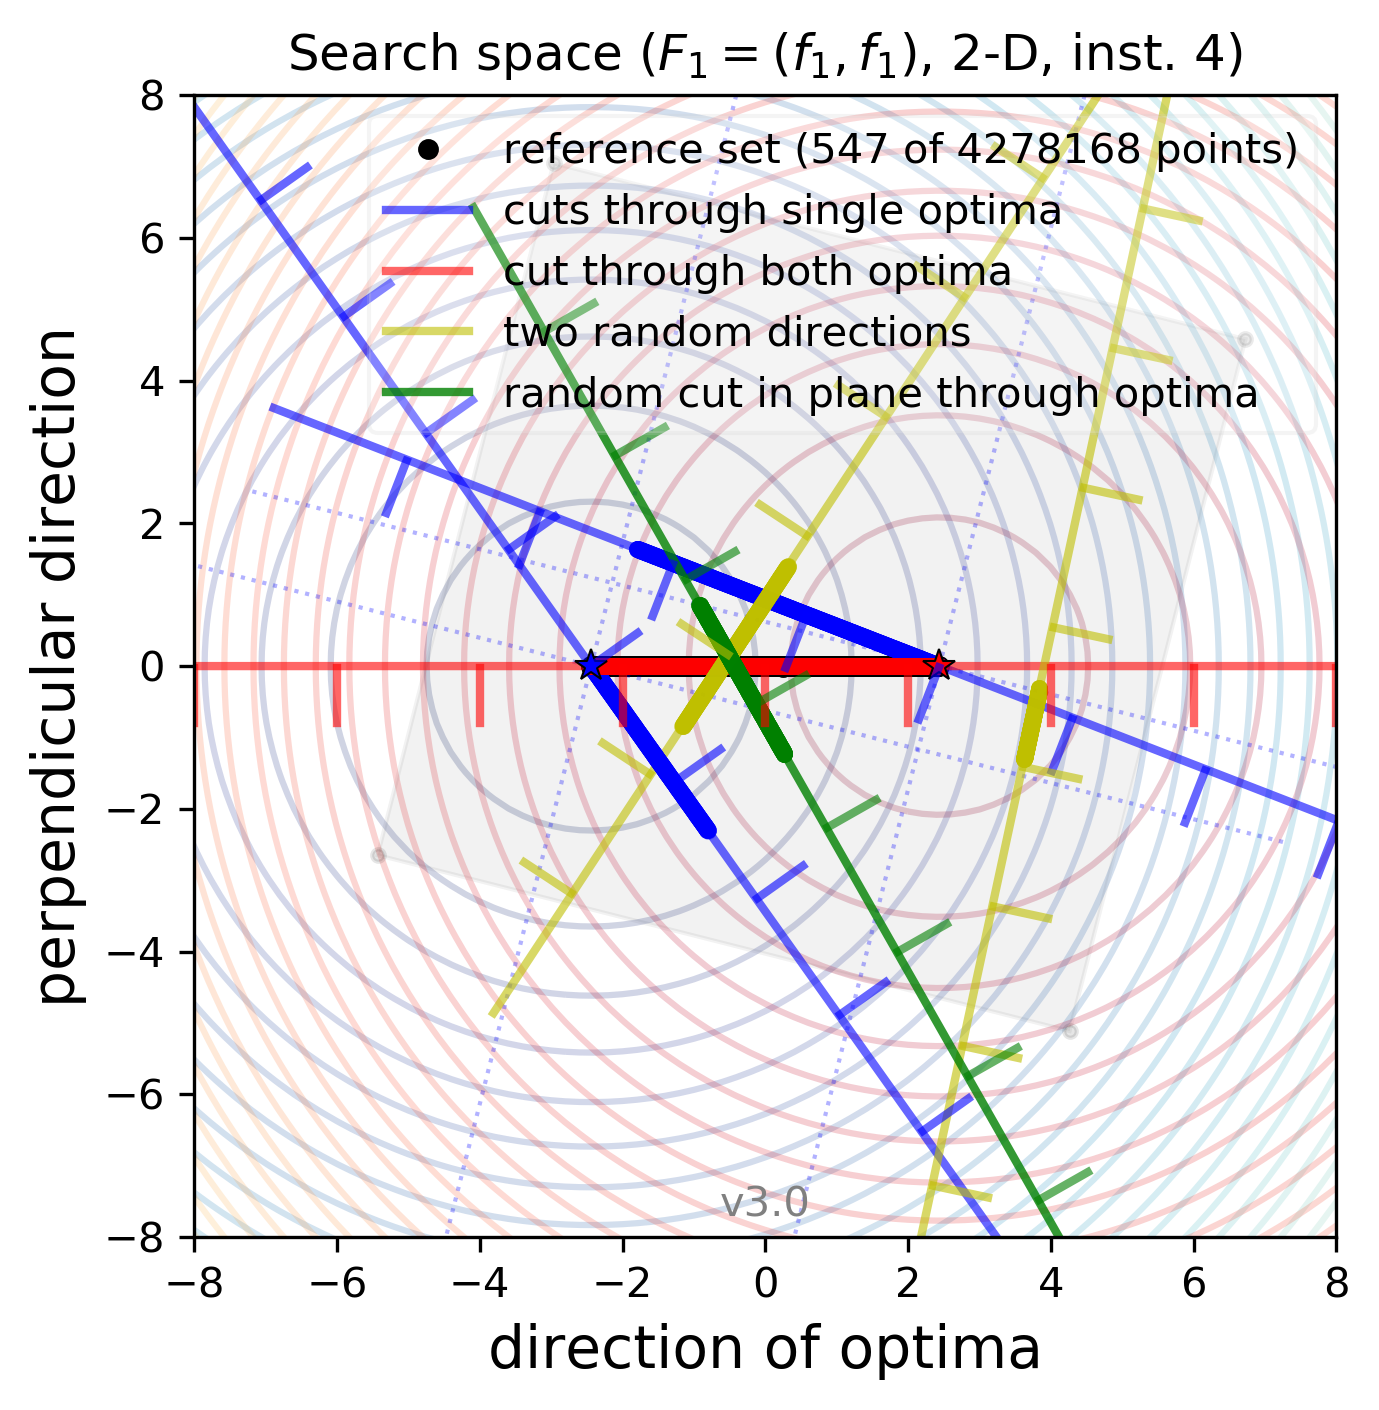 Search space (F₁ = (f₁, f₁), 2-D, inst. 4)
reference set (547 of 4278168 points)
cuts through single optima
cut through both optima
two random directions
random cut in plane through optima
perpendicular direction
8
6
4
2
0
−2
−4
−6
−8
v3.0
−8 −6 −4 −2 0 2 4 6 8
direction of optima